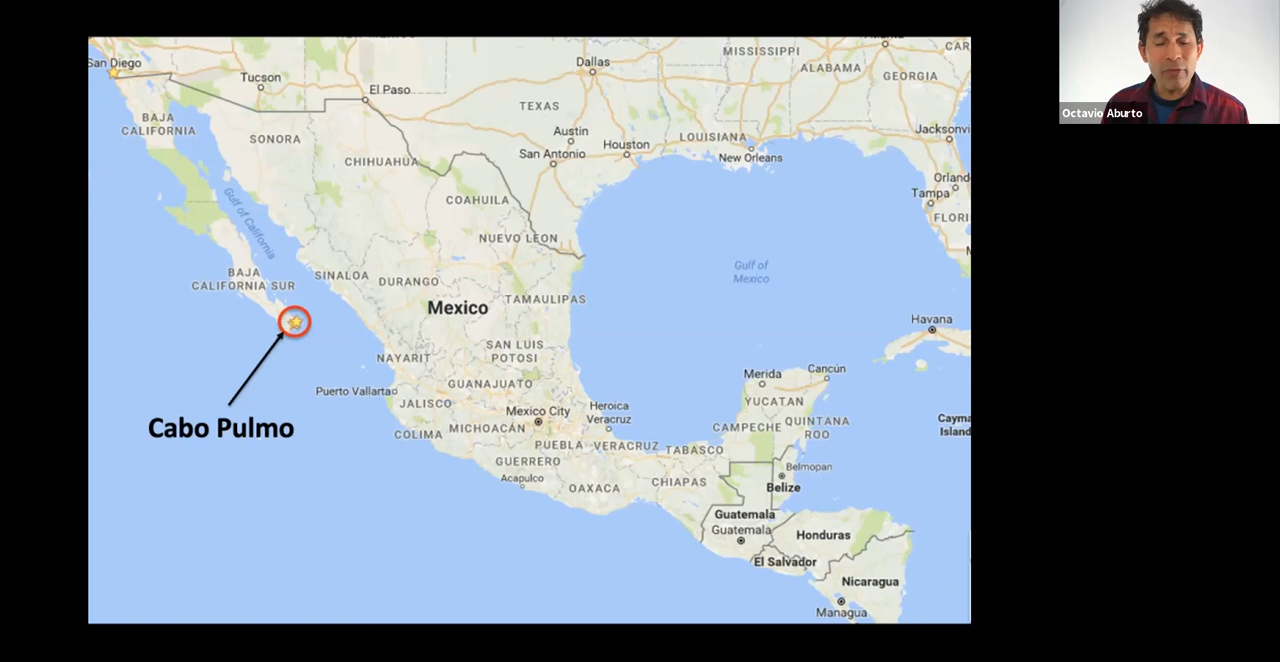 San Diego
Tucson
El Paso
Dallas
MISSISSIPPI
ALABAMA
GEORGIA
CAR
TEXAS
BAJA
CALIFORNIA
SONORA
CHIHUAHUA
Austin
San Antonio
Houston
LOUISIANA
New Orleans
Jacksonvi
Orland
Tampa
FLORI
COAHUILA
NUEVO LEON
Gulf of California
Gulf of
Mexico
BAJA
CALIFORNIA SUR
SINALOA
DURANGO
TAMAULIPAS
Mexico
Havana
SAN LUIS
POTOSI
NAYARIT
GUANAJUATO
Puerto Vallarta
JALISCO
Merida
Cancún
YUCATAN
Mexico City
Heroica
Veracruz
COLIMA
MICHOACÁN
CAMPECHE
QUINTANA
ROO
Cayma
Island
Cabo Pulmo
PUEBLA
VERACRUZ
TABASCO
GUERRERO
Acapulco
OAXACA
CHIAPAS
Belmopan
Belize
Guatemala
Guatemala
Honduras
El Salvador
Nicaragua
Managua
Octavio Aburto